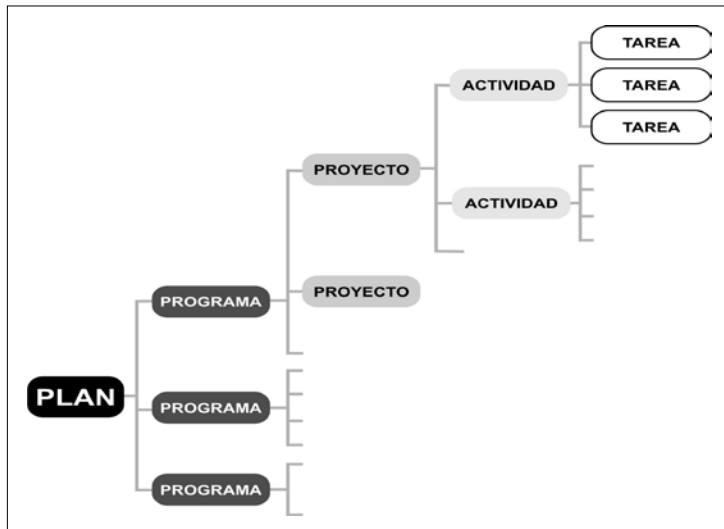 TAREA
ACTIVIDAD
TAREA
TAREA
PROYECTO
ACTIVIDAD
PROYECTO
PROGRAMA
PLAN
PROGRAMA
PROGRAMA